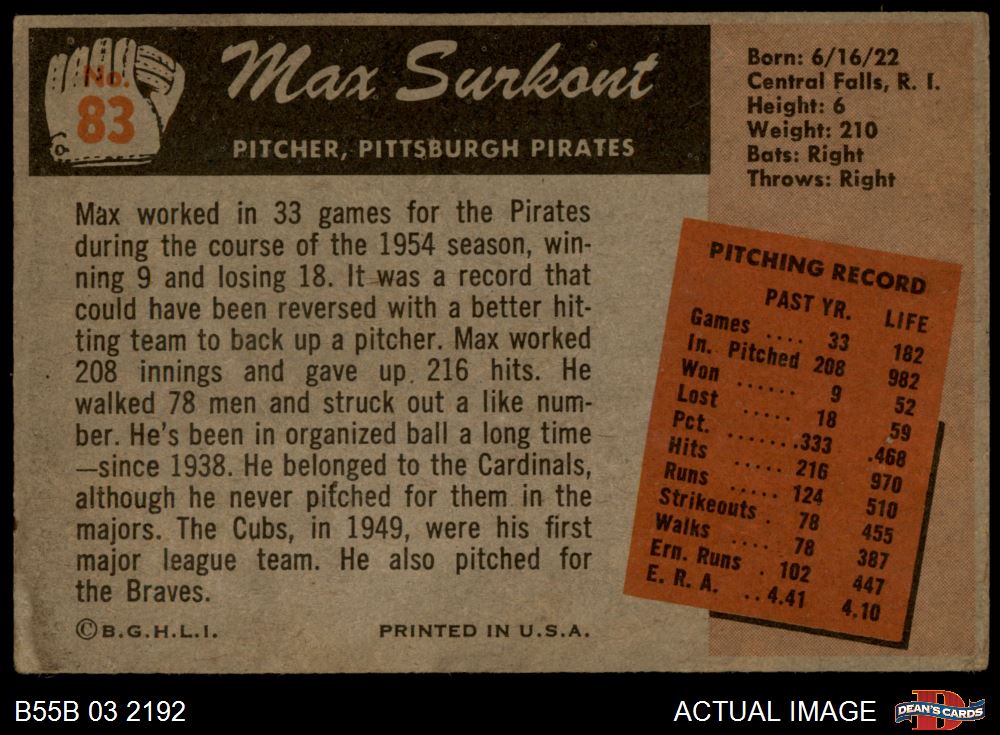 No.
83
Max Surkont
PITCHER, PITTSBURGH PIRATES
Born: 6/16/22
Central Falls, R. I.
Height: 6
Weight: 210
Bats: Right
Throws: Right
Max worked in 33 games for the Pirates
during the course of the 1954 season, win-
ning 9 and losing 18. It was a record that
could have been reversed with a better hit-
ting team to back up a pitcher. Max worked
208 innings and gave up 216 hits. He
walked 78 men and struck out a like num-
ber. He's been in organized ball a long time
—since 1938. He belonged to the Cardinals,
although he never pitched for them in the
majors. The Cubs, in 1949, were his first
major league team. He also pitched for
the Braves.
©B.G.H.L.I.
PRINTED IN U.S.A.
PITCHING RECORD
PAST YR. LIFE
Games .... 33 182
In. Pitched 208 982
Won ...... 9 52
Lost ..... 18 59
Pct. .......333 .468
Hits ..... 216 970
Runs ..... 124 510
Strikeouts . 78 455
Walks .... 78 387
Ern. Runs . 102 447
E. R. A. ..4.41 4.10
B55B 03 2192
ACTUAL IMAGE
D
DEAN'S CARDS